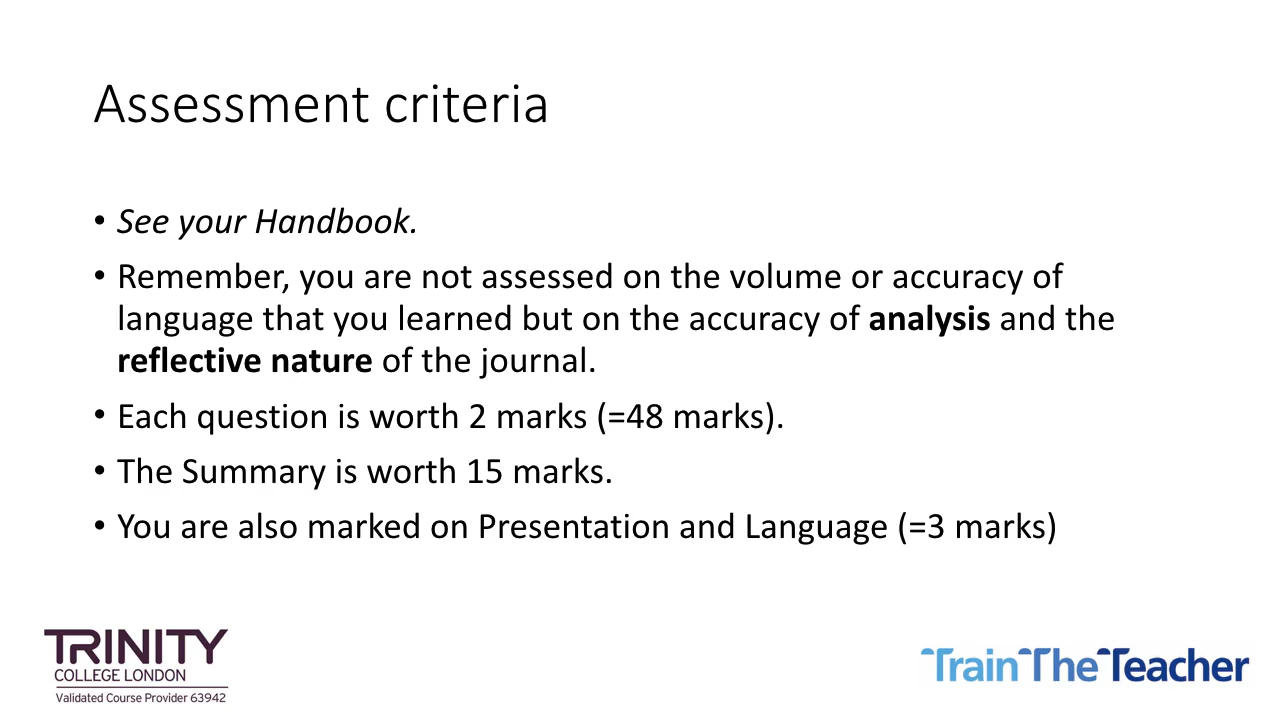 Assessment criteria
• See your Handbook.
• Remember, you are not assessed on the volume or accuracy of
language that you learned but on the accuracy of analysis and the
reflective nature of the journal.
• Each question is worth 2 marks (=48 marks).
• The Summary is worth 15 marks.
• You are also marked on Presentation and Language (=3 marks)
TRINITY
COLLEGE LONDON
Validated Course Provider 63942
TrainTheTeacher